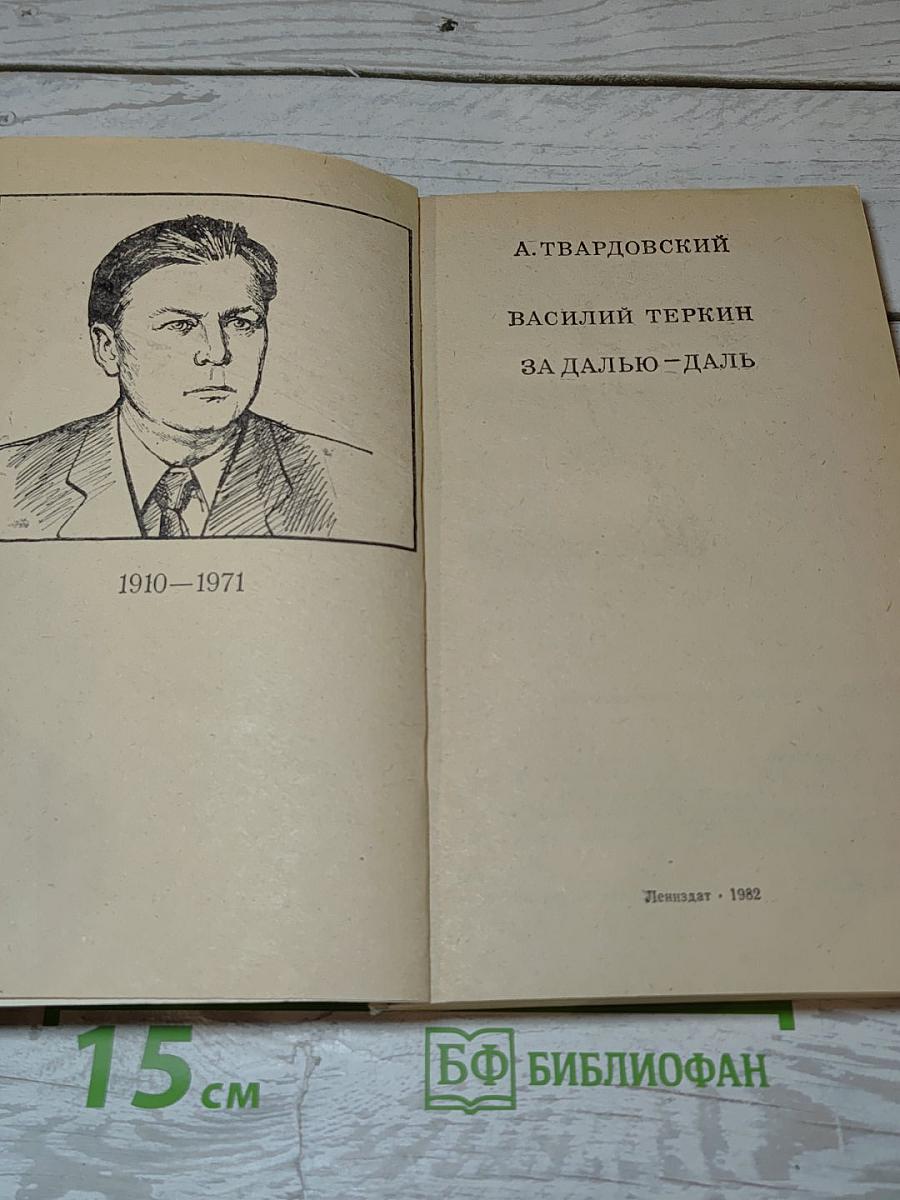 1910—1971
А. ТВАРДОВСКИЙ
ВАСИЛИЙ ТЕРКИН
ЗА ДАЛЬЮ—ДАЛЬ
Лениздат • 1982
15 см
БФ БИБЛИОФАН